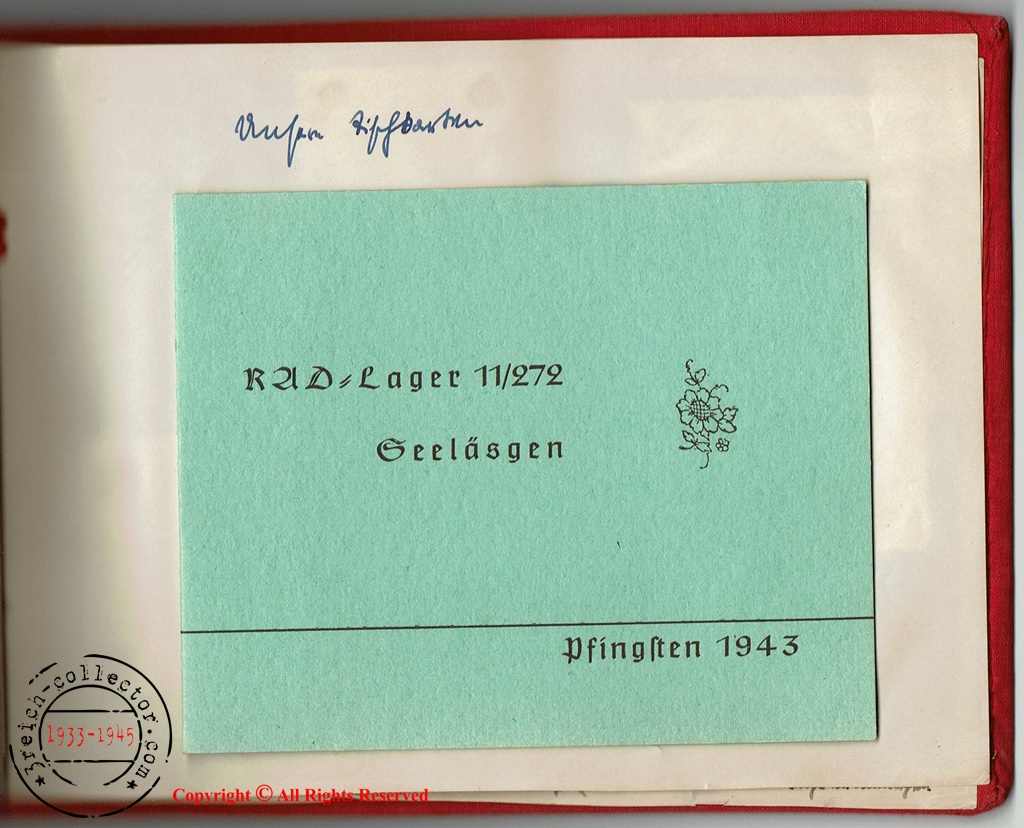 Unsere Tischkarten
RAD-Lager 11/272
Seeläsgen
Pfingsten 1943
3reich-collector.com
1933-1945
Copyright © All Rights Reserved